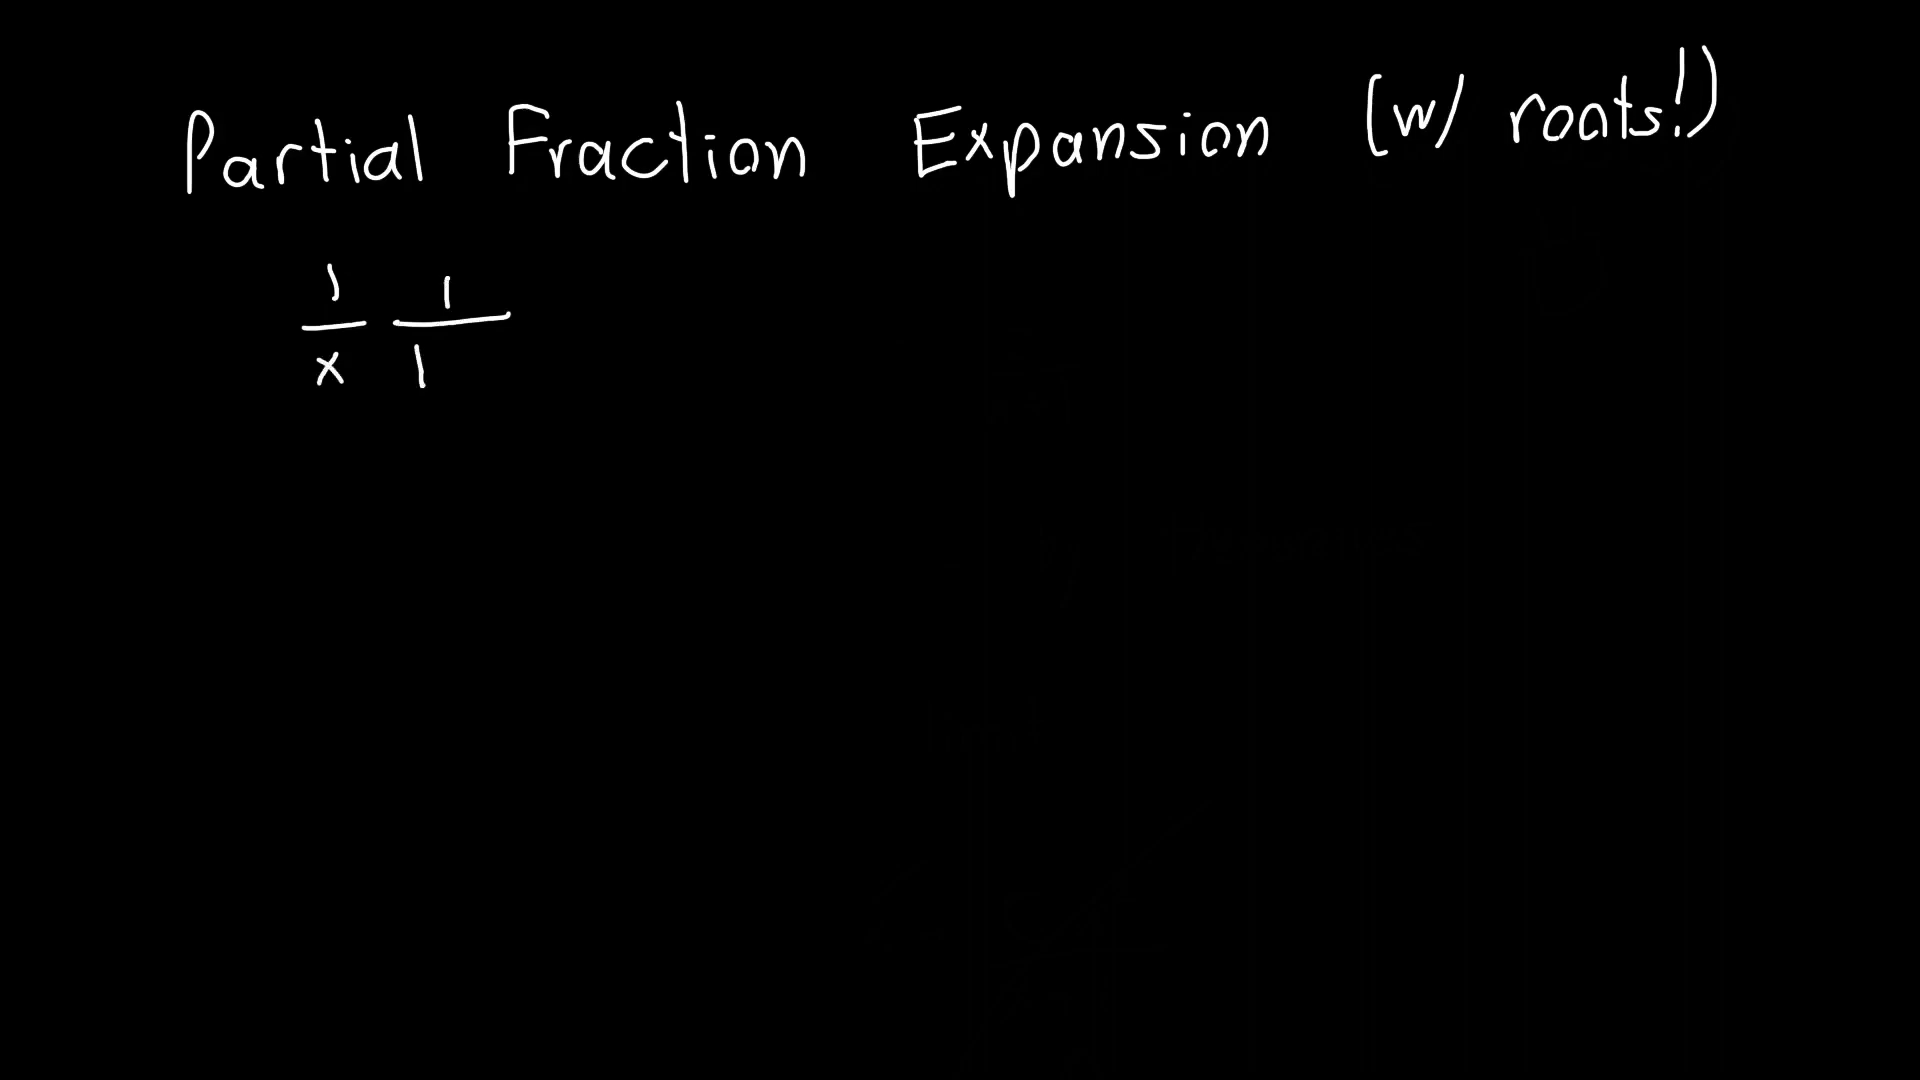 Partial Fraction Expansion (w/ roots!)
1 1
x 1